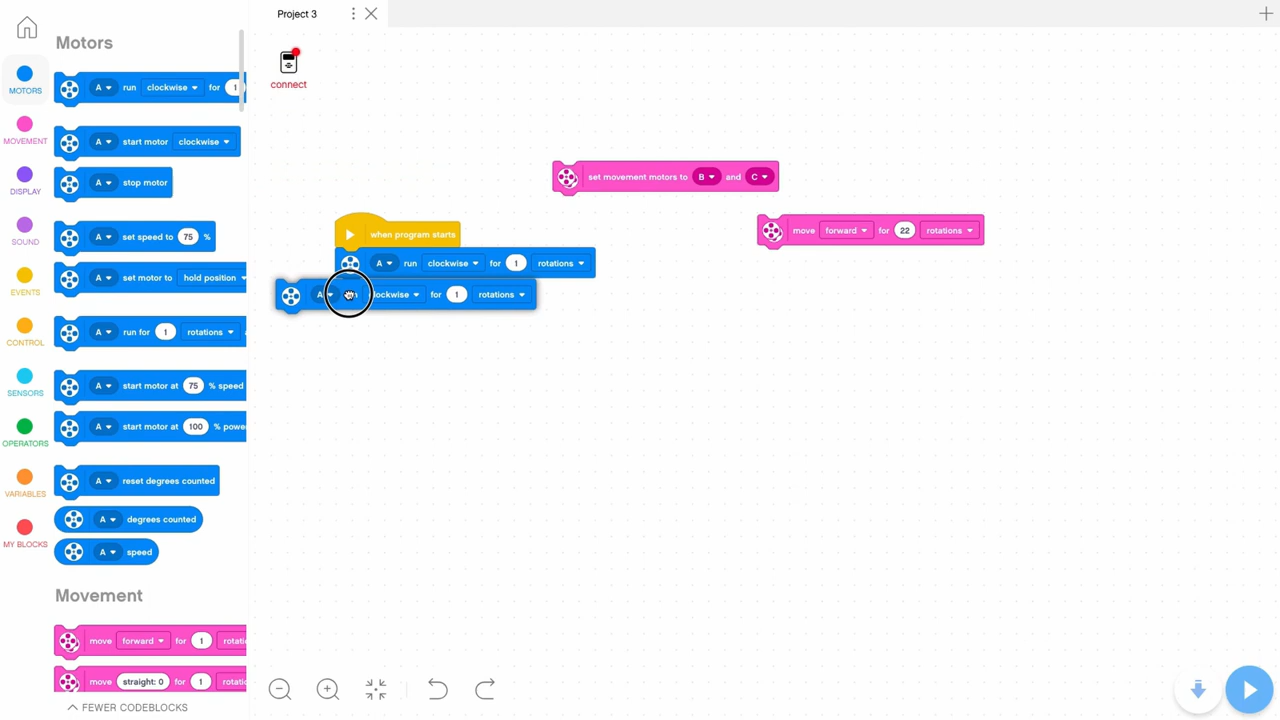 Project 3
connect
MOTORS
MOVEMENT
DISPLAY
SOUND
EVENTS
CONTROL
SENSORS
OPERATORS
VARIABLES
MY BLOCKS
Motors
A run clockwise for 1
A start motor clockwise
A stop motor
A set speed to 75 %
A set motor to hold position
A run for 1 rotations
A start motor at 75 % speed
A start motor at 100 %
A reset degrees counted
A degrees counted
A speed
Movement
move forward for 1
move straight: 0 for 1
FEWER CODEBLOCKS
set movement motors to B and C
move forward for 22 rotations
when program starts
A run clockwise for 1 rotations
A for 1 rotations